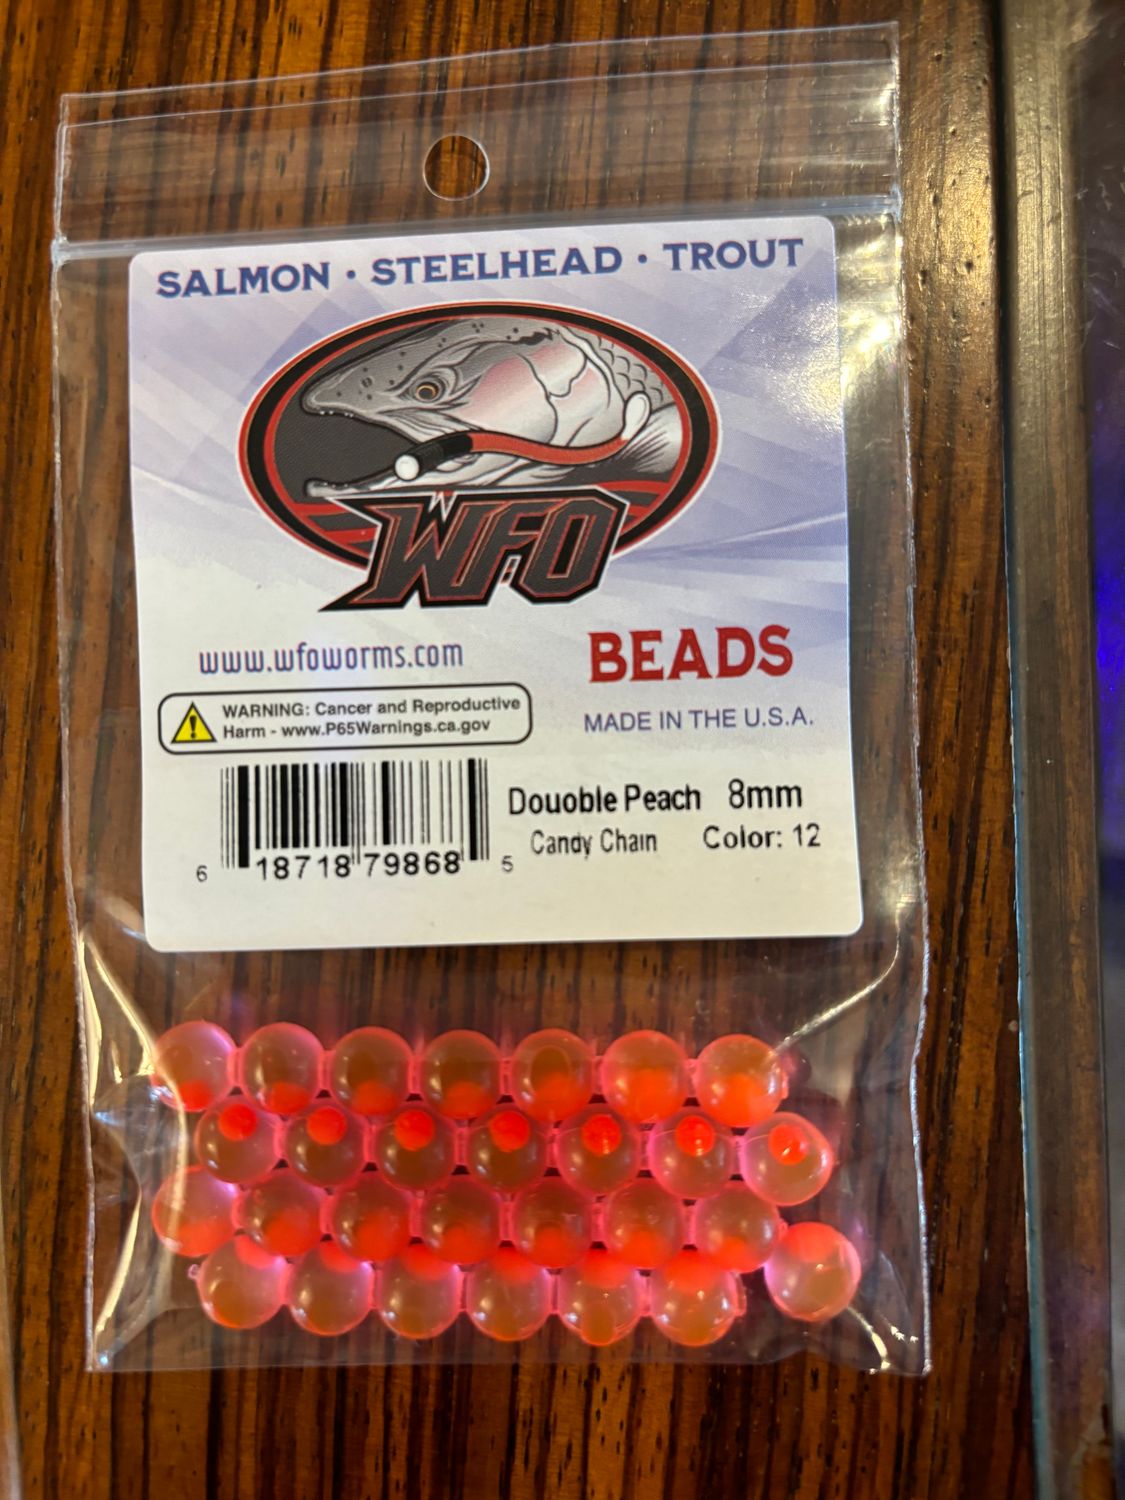 SALMON · STEELHEAD · TROUT
WFO
www.wfoworms.com
BEADS
WARNING: Cancer and Reproductive
Harm - www.P65Warnings.ca.gov
MADE IN THE U.S.A.
Douoble Peach 8mm
Candy Chain Color: 12
6 18718 79868 5